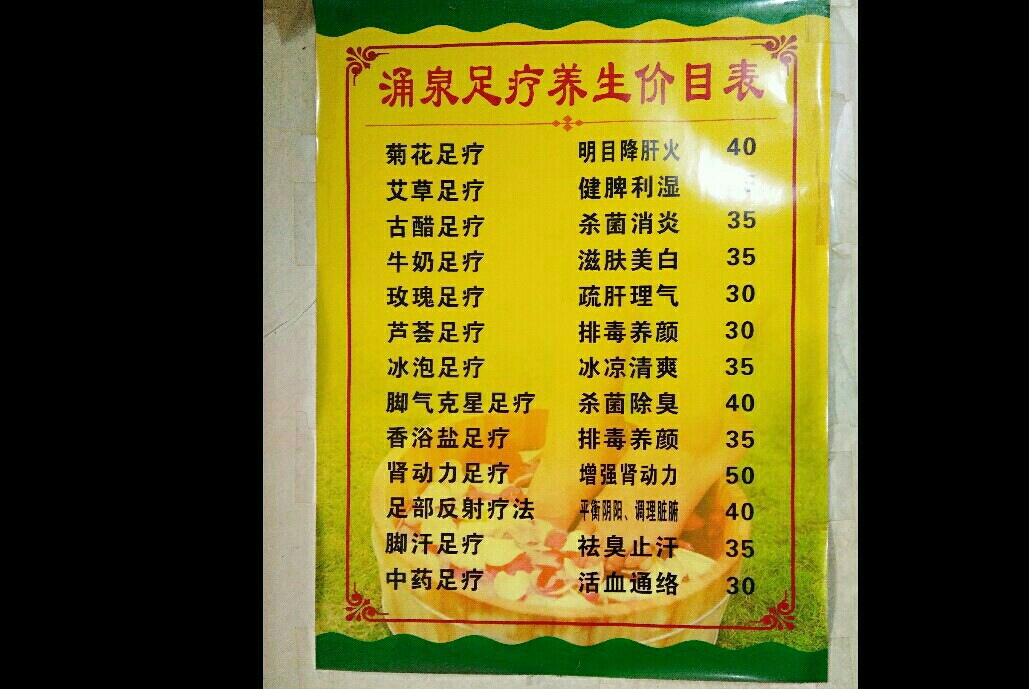 涌泉足疗养生价目表
菊花足疗 明目降肝火 40
艾草足疗 健脾利湿
古醋足疗 杀菌消炎 35
牛奶足疗 滋肤美白 35
玫瑰足疗 疏肝理气 30
芦荟足疗 排毒养颜 30
冰泡足疗 冰凉清爽 35
脚气克星足疗 杀菌除臭 40
香浴盐足疗 排毒养颜 35
肾动力足疗 增强肾动力 50
足部反射疗法 平衡阴阳、调理脏腑 40
脚汗足疗 祛臭止汗 35
中药足疗 活血通络 30